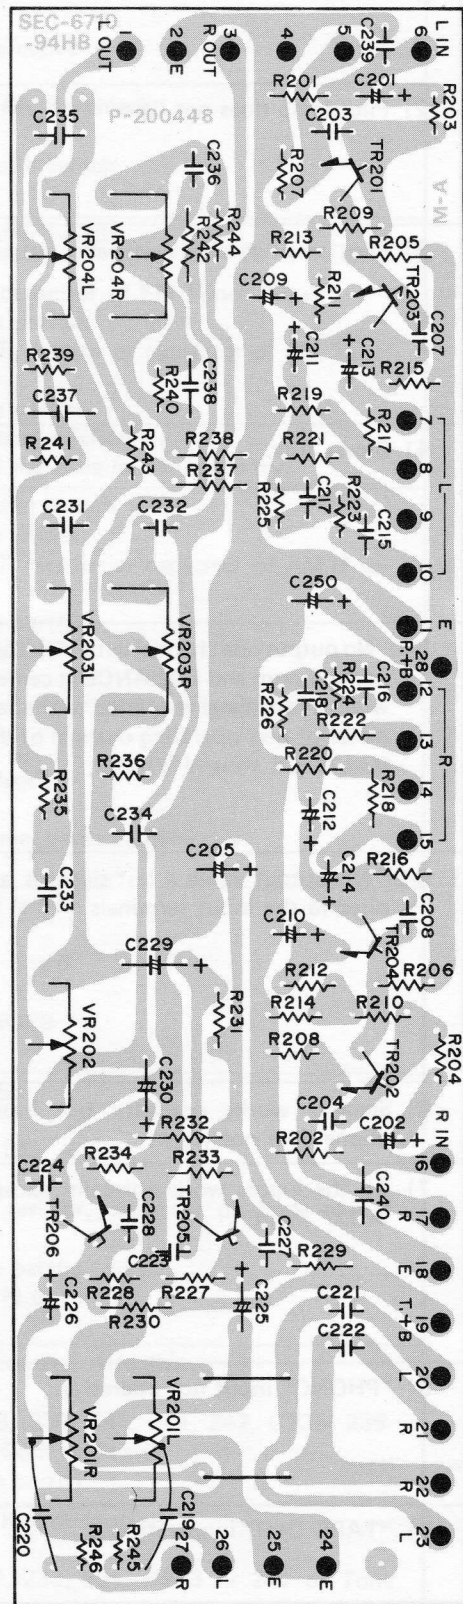 SEC-6710
-94HB
L OUT
1
2
E
R OUT
3
4
5
C239
6
L IN
R201
C201
+
R203
C235
P-200448
C203
C236
R207
TR201
M-A
R209
VR204L
VR204R
R242
R244
R213
R205
C209
+
R211
TR203
C207
+
C211
+
C213
R239
R215
C237
R240
C238
R219
7
R217
R241
R243
R238
R221
8
L
R237
C231
C232
R225
C217
R223
C215
9
10
C250
+
11
E
P.+B
28
VR203L
VR203R
R226
C218
R224
C216
12
R222
13
R236
R220
R
R235
R218
14
C234
C212
+
15
C205
+
C214
+
R216
C233
C208
C210
+
TR204
C229
+
R212
R206
R231
R214
R210
VR202
R208
R204
C230
+
TR202
C204
R232
C202
+
R IN
R234
R233
R202
16
C224
C240
TR206
C228
TR205
17
R
C223
C227
R229
18
E
R228
R227
+
C226
R230
+
C225
C221
19
T.+B
C222
20
L
VR201R
VR201L
21
R
22
R
C220
C219
23
L
R246
R245
27
R
26
L
25
E
24
E